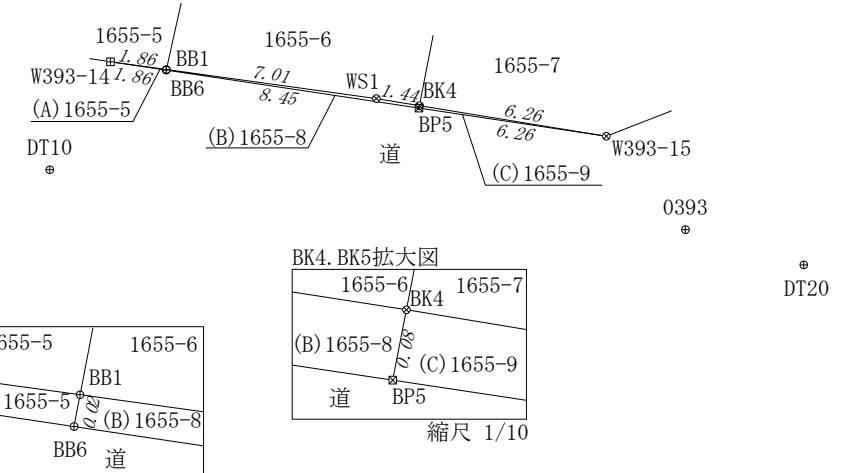 1655-5
1655-6
1655-7
1.86
BB1
W393-14
1.86
BB6
7.01
8.45
WS1
1.44
BK4
BP5
6.26
6.26
W393-15
(A)1655-5
(B)1655-8
道
(C)1655-9
DT10
0393
DT20
BK4.BK5拡大図
1655-6
1655-7
BK4
(B)1655-8
0.08
(C)1655-9
道
BP5
縮尺 1/10
655-5
1655-6
BB1
1655-5
0.02
(B)1655-8
BB6
道